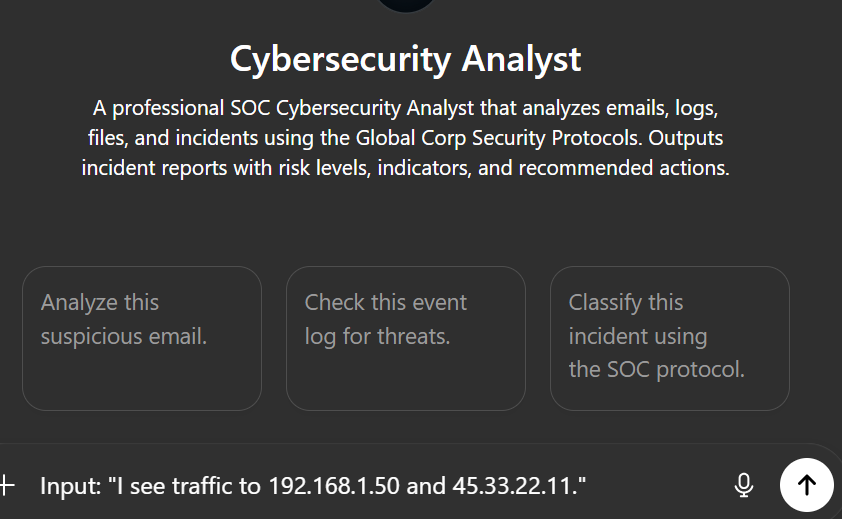 Cybersecurity Analyst
A professional SOC Cybersecurity Analyst that analyzes emails, logs,
files, and incidents using the Global Corp Security Protocols. Outputs
incident reports with risk levels, indicators, and recommended actions.
Analyze this
suspicious email.
Check this event
log for threats.
Classify this
incident using
the SOC protocol.
Input: "I see traffic to 192.168.1.50 and 45.33.22.11."